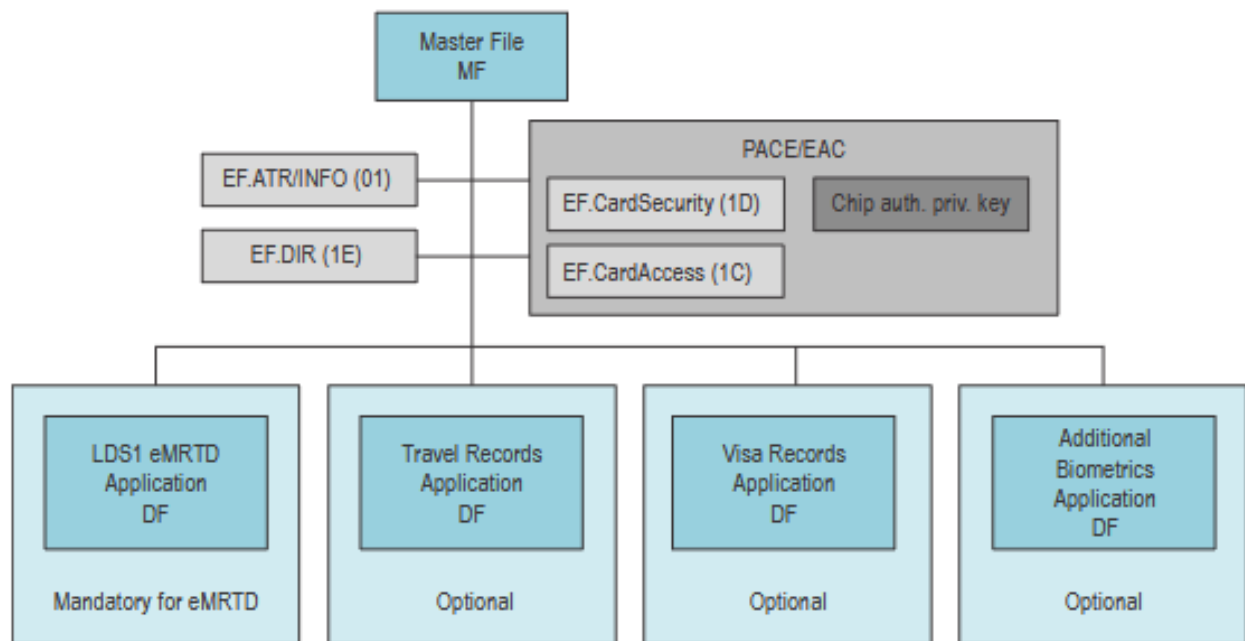 Master File
MF
PACE/EAC
EF.ATR/INFO (01)
EF.CardSecurity (1D)
Chip auth. priv. key
EF.DIR (1E)
EF.CardAccess (1C)
LDS1 eMRTD
Application
DF
Mandatory for eMRTD
Travel Records
Application
DF
Optional
Visa Records
Application
DF
Optional
Additional
Biometrics
Application
DF
Optional